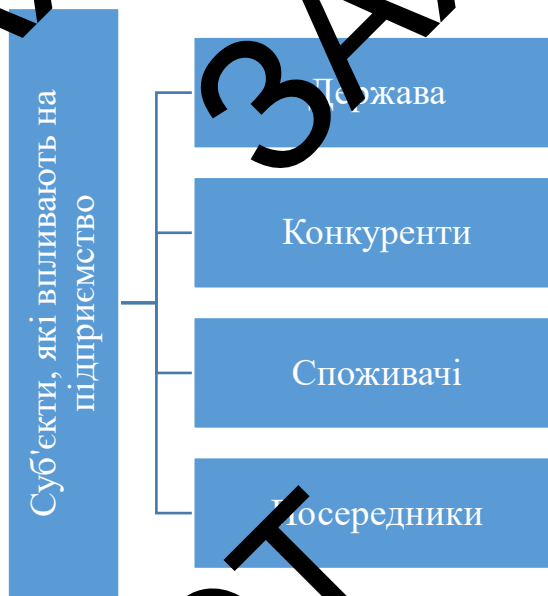 Суб'єкти, які впливають на
підприємство
Держава
Конкуренти
Споживачі
Посередники